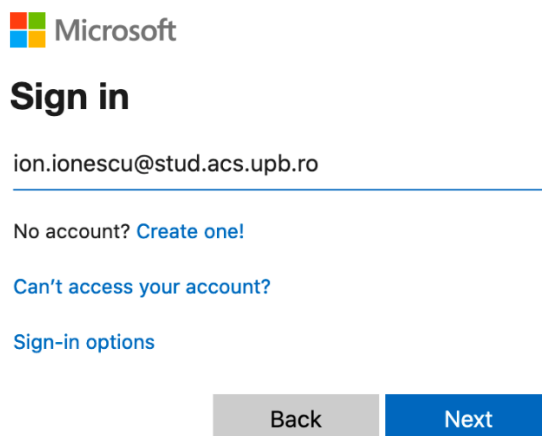 Microsoft
Sign in
ion.ionescu@stud.acs.upb.ro
No account? Create one!
Can't access your account?
Sign-in options
Back Next